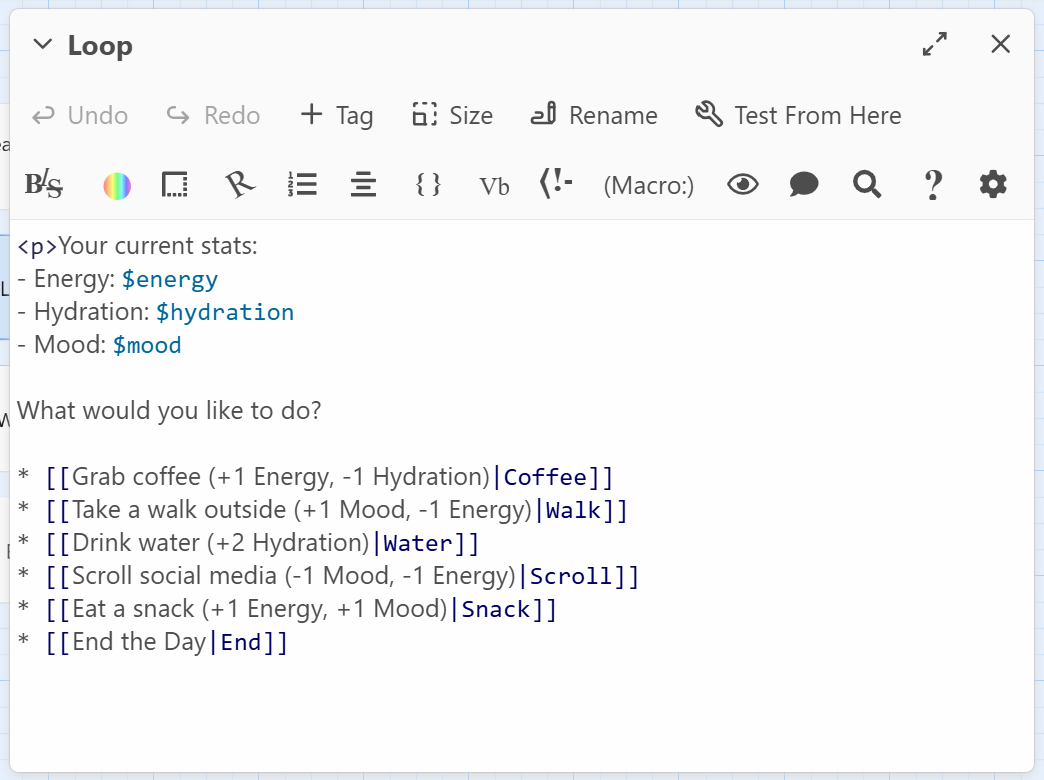 Loop
Undo Redo + Tag Size Rename Test From Here
BIS Vb (Macro:) ?
<p>Your current stats:
- Energy: $energy
- Hydration: $hydration
- Mood: $mood
What would you like to do?
* [[Grab coffee (+1 Energy, -1 Hydration)|Coffee]]
* [[Take a walk outside (+1 Mood, -1 Energy)|Walk]]
* [[Drink water (+2 Hydration)|Water]]
* [[Scroll social media (-1 Mood, -1 Energy)|Scroll]]
* [[Eat a snack (+1 Energy, +1 Mood)|Snack]]
* [[End the Day|End]]